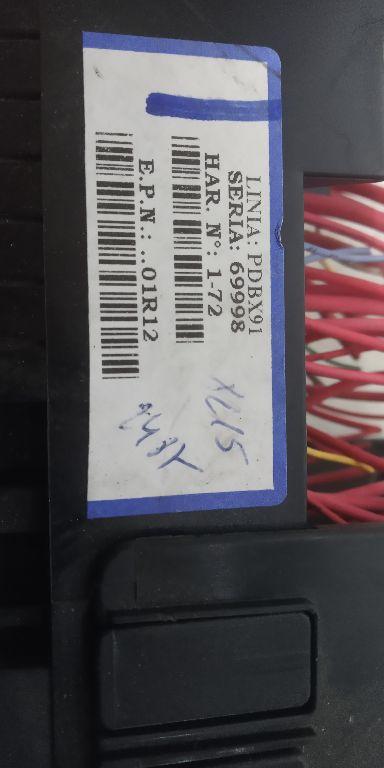 LINIA: PDBX91
SERIA: 69998
HAR. N°: 1-72
E.P.N.: ..01R12